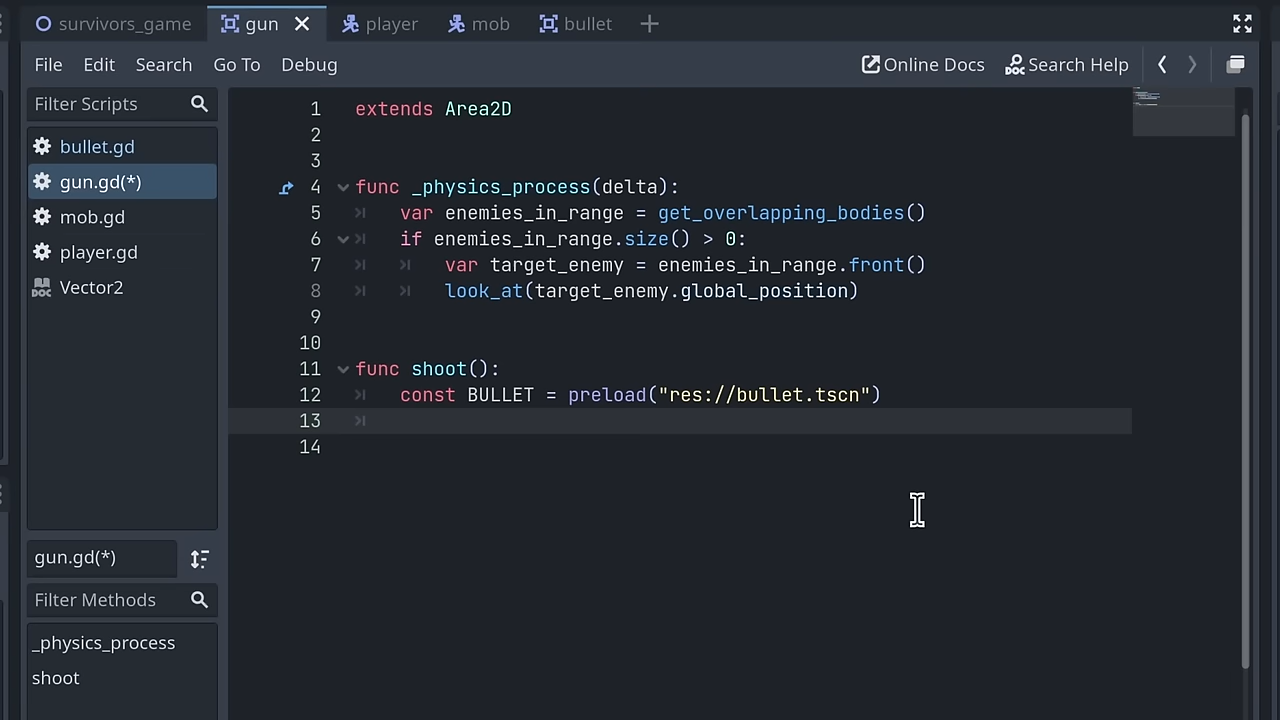 survivors_game gun player mob bullet
File Edit Search Go To Debug Online Docs Search Help
Filter Scripts
bullet.gd
gun.gd(*)
mob.gd
player.gd
Vector2
gun.gd(*)
Filter Methods
_physics_process
shoot
1 extends Area2D
2
3
4 func _physics_process(delta):
5 var enemies_in_range = get_overlapping_bodies()
6 if enemies_in_range.size() > 0:
7 var target_enemy = enemies_in_range.front()
8 look_at(target_enemy.global_position)
9
10
11 func shoot():
12 const BULLET = preload("res://bullet.tscn")
13
14